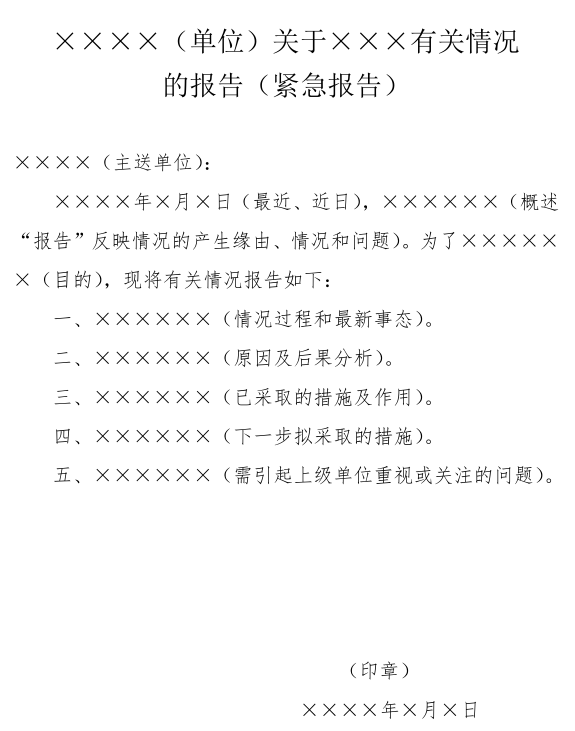 ××××（单位）关于×××有关情况
的报告（紧急报告）
××××（主送单位）：
××××年×月×日（最近、近日），××××××（概述
“报告”反映情况的产生缘由、情况和问题）。为了×××××
×（目的），现将有关情况报告如下：
一、××××××（情况过程和最新事态）。
二、××××××（原因及后果分析）。
三、××××××（已采取的措施及作用）。
四、××××××（下一步拟采取的措施）。
五、××××××（需引起上级单位重视或关注的问题）。
（印章）
××××年×月×日